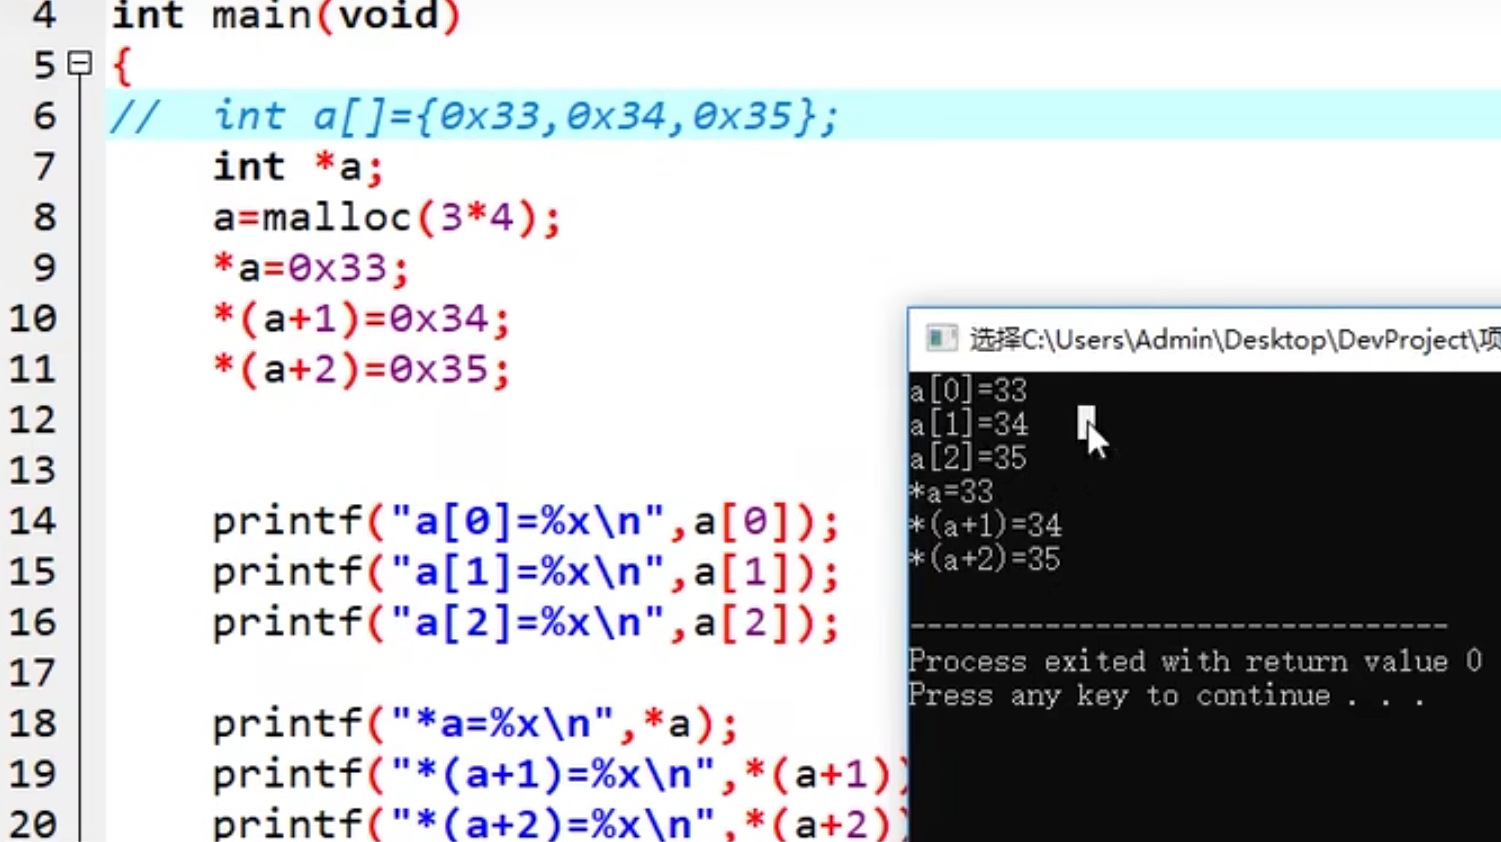 4 int main(void)
5 {
6 // int a[]={0x33,0x34,0x35};
7 int *a;
8 a=malloc(3*4);
9 *a=0x33;
10 *(a+1)=0x34;
11 *(a+2)=0x35;
12
13
14 printf("a[0]=%x\n",a[0]);
15 printf("a[1]=%x\n",a[1]);
16 printf("a[2]=%x\n",a[2]);
17
18 printf("*a=%x\n",*a);
19 printf("*(a+1)=%x\n",*(a+1)
20 printf("*(a+2)=%x\n",*(a+2)
选择C:\Users\Admin\Desktop\DevProject\项
a[0]=33
a[1]=34
a[2]=35
*a=33
*(a+1)=34
*(a+2)=35
--------------------------------
Process exited with return value 0
Press any key to continue . . .